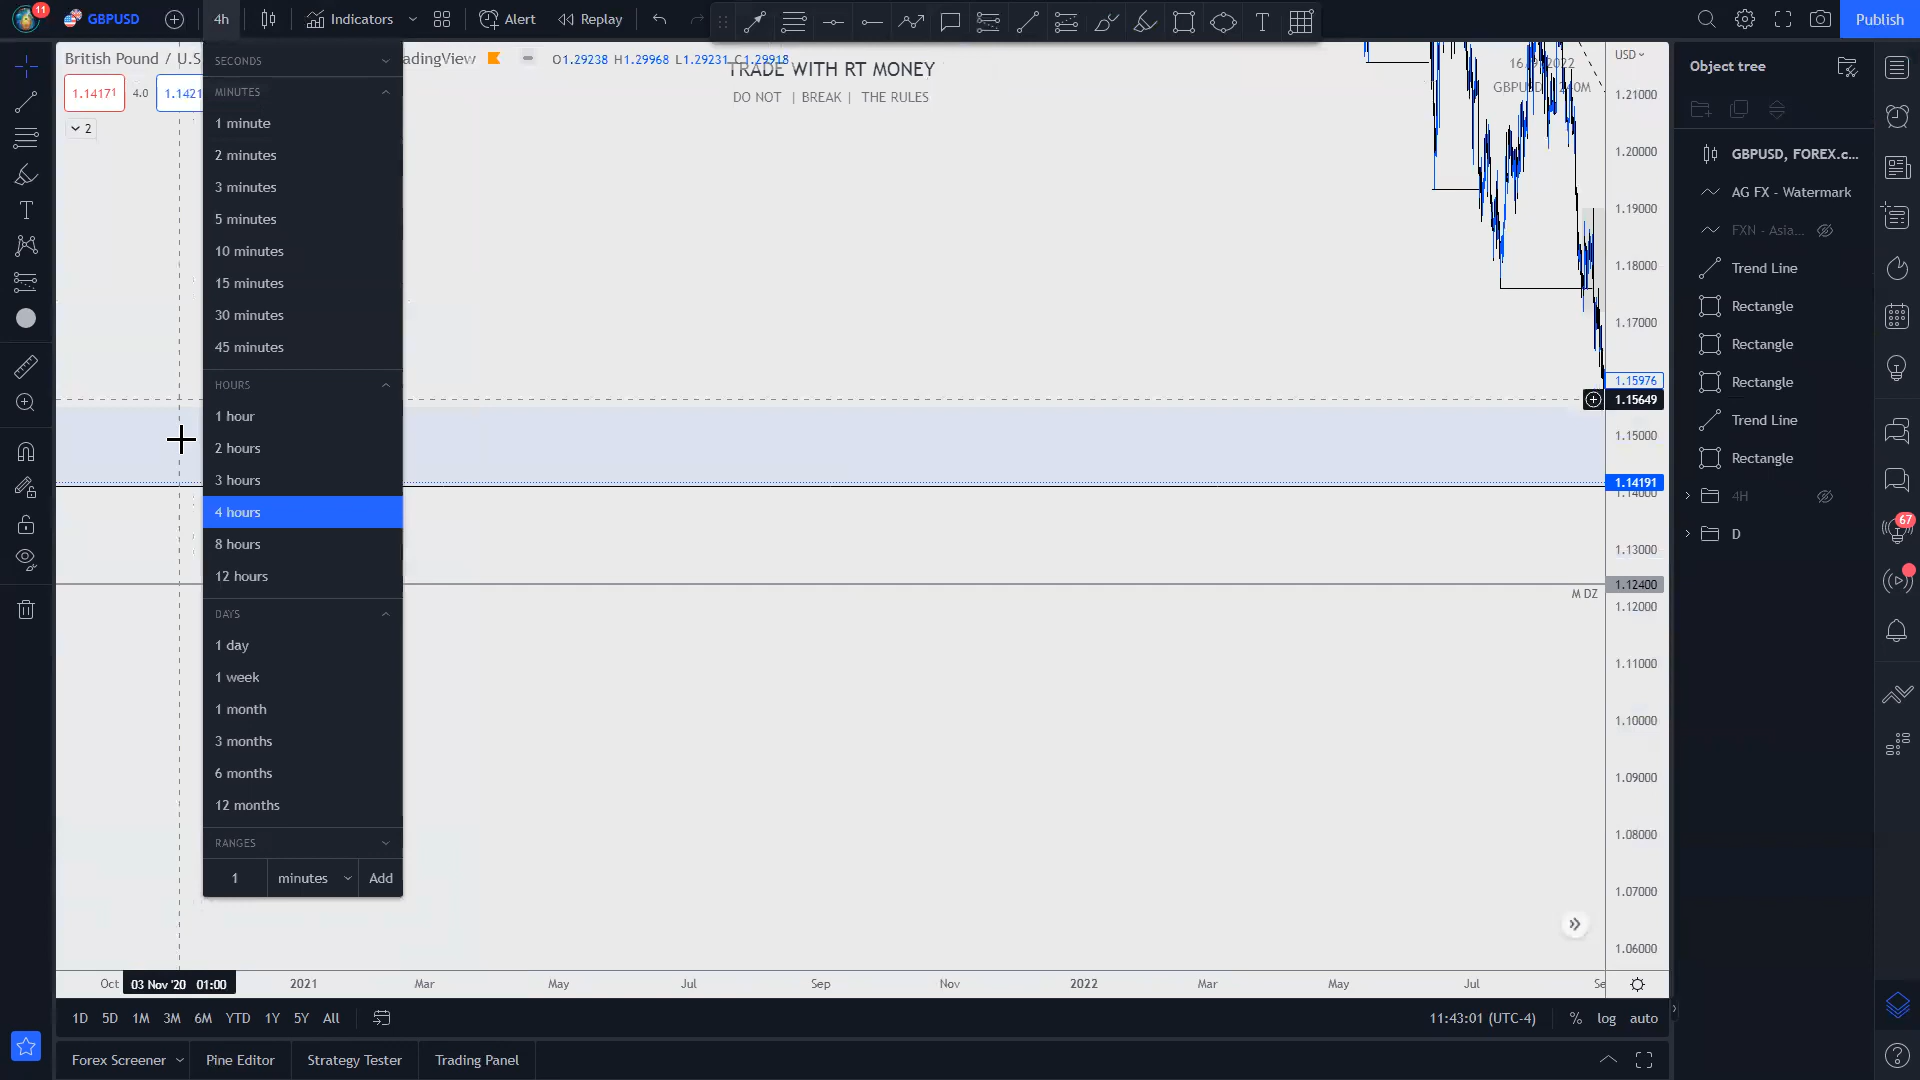 11
GBPUSD
4h
Indicators
Alert
Replay
Publish
British Pound / U.S
adingView
O1.29238 H1.29968 L1.29231 C1.29918
TRADE WITH RT MONEY
DO NOT | BREAK | THE RULES
1.14171
4.0
1.1421
2
SECONDS
MINUTES
1 minute
2 minutes
3 minutes
5 minutes
10 minutes
15 minutes
30 minutes
45 minutes
HOURS
1 hour
2 hours
3 hours
4 hours
8 hours
12 hours
DAYS
1 day
1 week
1 month
3 months
6 months
12 months
RANGES
1
minutes
Add
USD
1.21000
1.20000
1.19000
1.18000
1.17000
1.15976
1.15649
1.15000
1.14191
1.14000
1.13000
1.12400
M DZ
1.12000
1.11000
1.10000
1.09000
1.08000
1.07000
1.06000
Oct
03 Nov '20 01:00
2021
Mar
May
Jul
Sep
Nov
2022
Mar
May
Jul
Se
1D
5D
1M
3M
6M
YTD
1Y
5Y
All
11:43:01 (UTC-4)
%
log
auto
Forex Screener
Pine Editor
Strategy Tester
Trading Panel
Object tree
GBPUSD, FOREX.c...
AG FX - Watermark
FXN - Asia...
Trend Line
Rectangle
Rectangle
Rectangle
Trend Line
Rectangle
4H
D
67